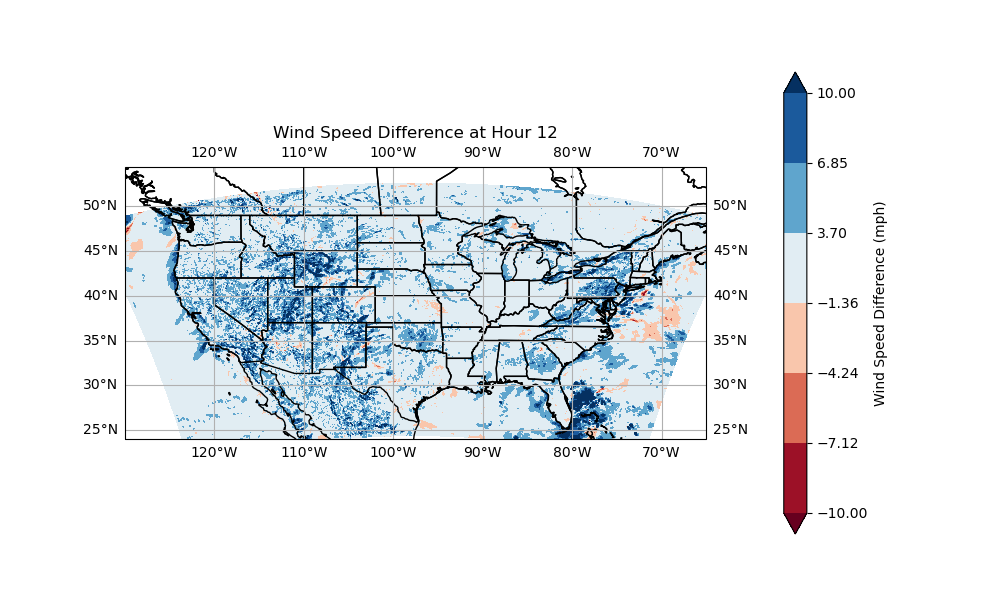 Wind Speed Difference at Hour 12
120°W 110°W 100°W 90°W 80°W 70°W
50°N 50°N
45°N 45°N
40°N 40°N
35°N 35°N
30°N 30°N
25°N 25°N
120°W 110°W 100°W 90°W 80°W 70°W
10.00
6.85
3.70
−1.36
−4.24
−7.12
−10.00
Wind Speed Difference (mph)